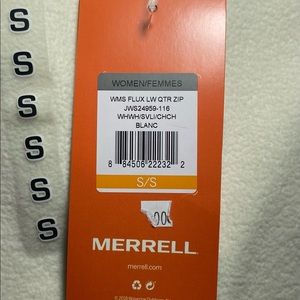 S
S
S
S
S
S
WOMEN/FEMMES
WMS FLUX LW QTR Z/P
JWS24959-116
WHWH/SVLI/CHCH
BLANC
8 84506 22232 2
S/S
.00
MERRELL
merrell.com